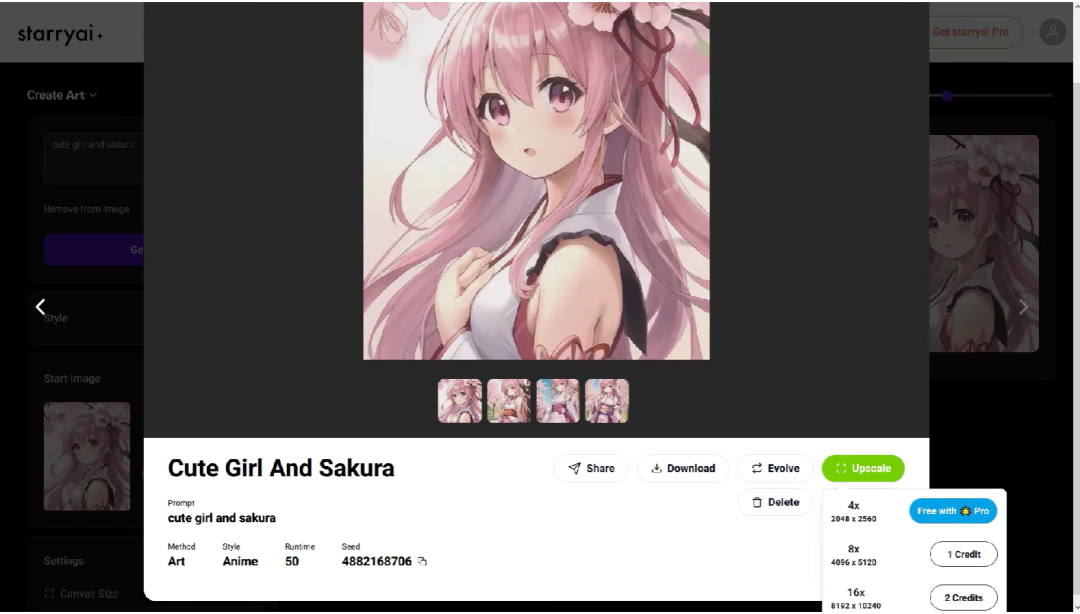 starryai
Get starryai Pro
Create Art
cute girl and sakura
Remove from image
Style
Start Image
Settings
Canvas Size
Cute Girl And Sakura
Share
Download
Evolve
Upscale
Delete
Prompt
cute girl and sakura
Method
Style
Runtime
Seed
Art
Anime
50
4882168706
4x
2048 x 2560
Free with Pro
8x
4096 x 5120
1 Credit
16x
8192 x 10240
2 Credits